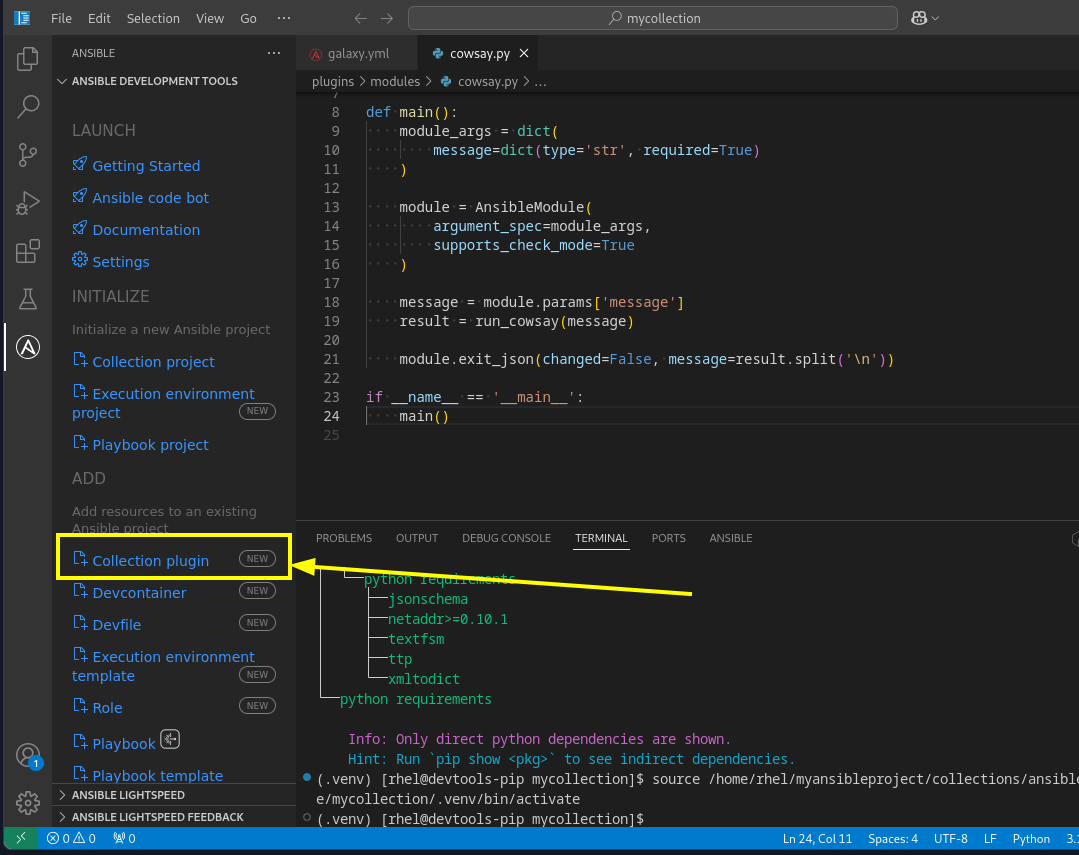 File Edit Selection View Go ...
mycollection
ANSIBLE
ANSIBLE DEVELOPMENT TOOLS
LAUNCH
Getting Started
Ansible code bot
Documentation
Settings
INITIALIZE
Initialize a new Ansible project
Collection project
Execution environment
project NEW
Playbook project
ADD
Add resources to an existing
Ansible project
Collection plugin NEW
Devcontainer NEW
Devfile NEW
Execution environment
template NEW
Role NEW
Playbook
Playbook template
ANSIBLE LIGHTSPEED
ANSIBLE LIGHTSPEED FEEDBACK
1
galaxy.yml cowsay.py
plugins > modules > cowsay.py > ...
7
8 def main():
9 module_args = dict(
10 message=dict(type='str', required=True)
11 )
12
13 module = AnsibleModule(
14 argument_spec=module_args,
15 supports_check_mode=True
16 )
17
18 message = module.params['message']
19 result = run_cowsay(message)
20
21 module.exit_json(changed=False, message=result.split('\n'))
22
23 if __name__ == '__main__':
24 main()
25
PROBLEMS OUTPUT DEBUG CONSOLE TERMINAL PORTS ANSIBLE
python requirements
jsonschema
netaddr>=0.10.1
textfsm
ttp
xmltodict
python requirements
Info: Only direct python dependencies are shown.
Hint: Run `pip show <pkg>` to see indirect dependencies.
(.venv) [rhel@devtools-pip mycollection]$ source /home/rhel/myansibleproject/collections/ansible
e/mycollection/.venv/bin/activate
(.venv) [rhel@devtools-pip mycollection]$
0 0 0 Ln 24, Col 11 Spaces: 4 UTF-8 LF Python 3.